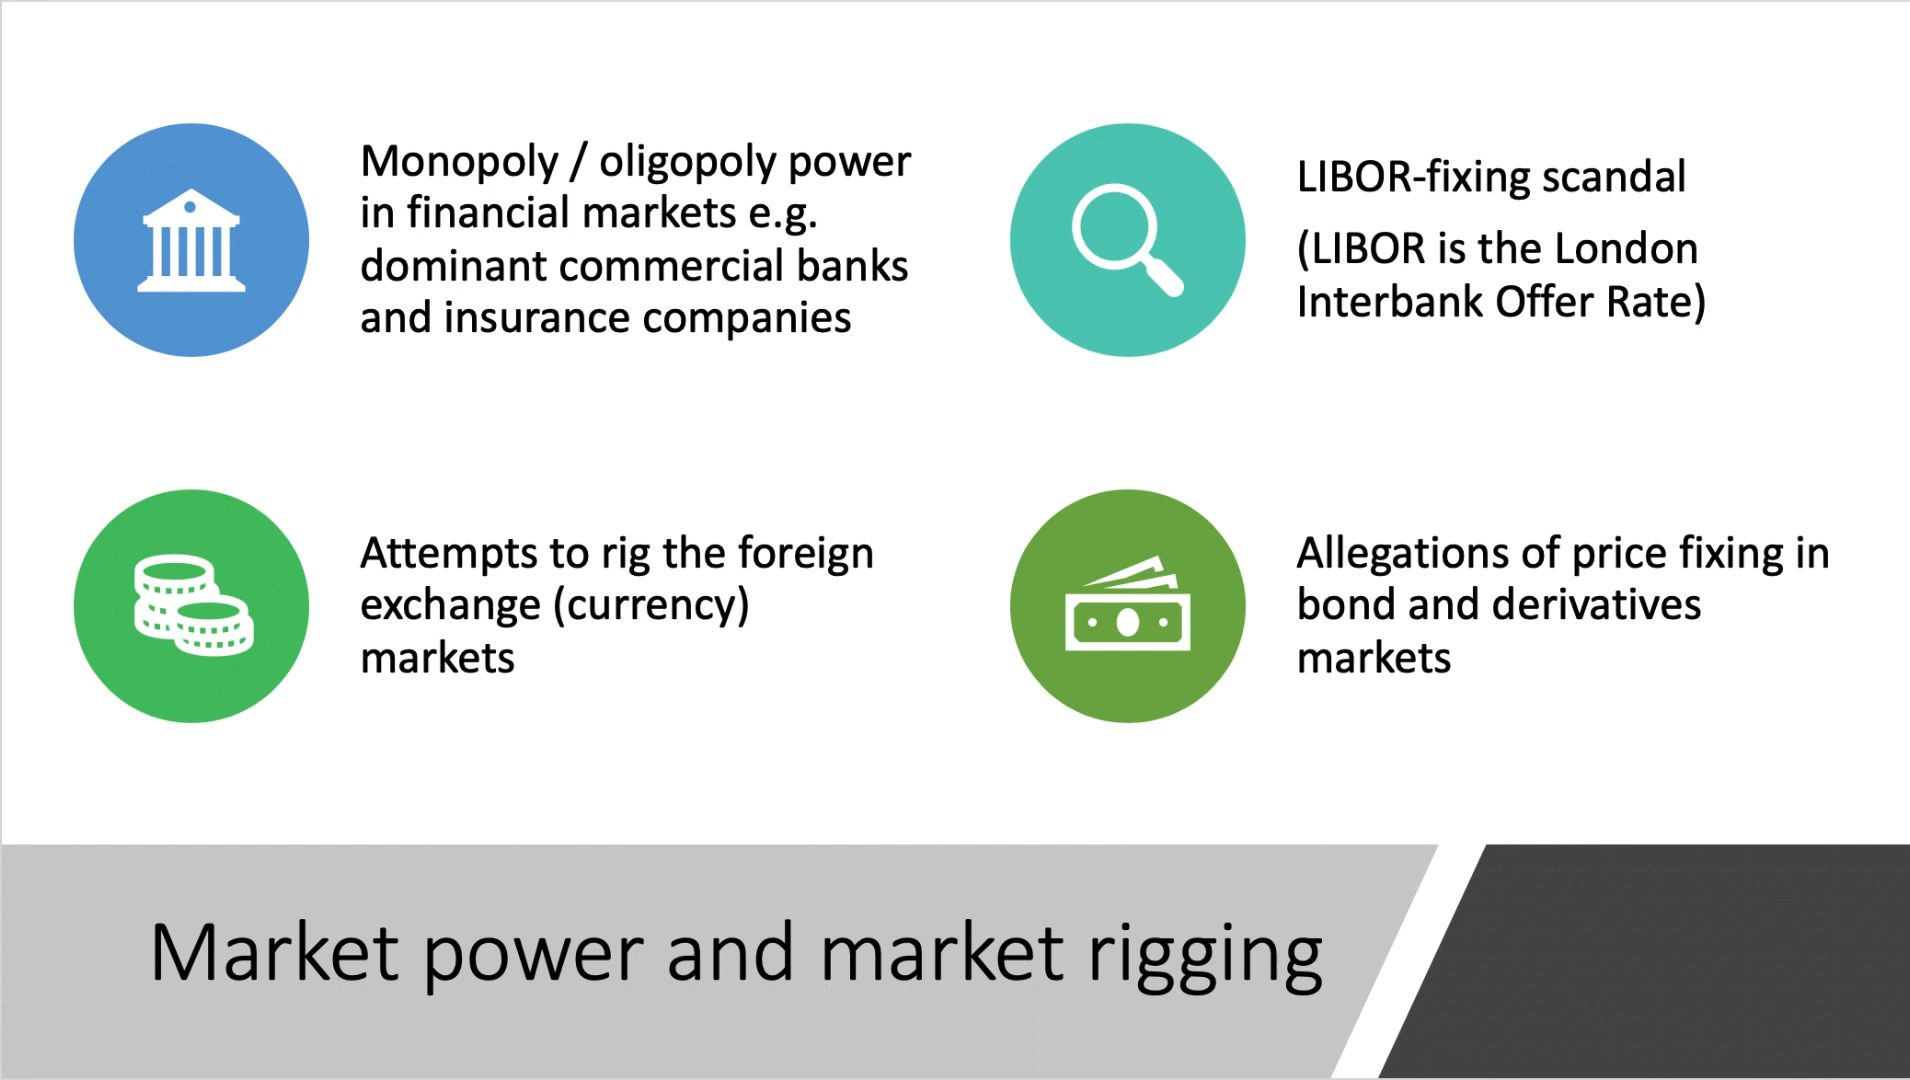 Monopoly / oligopoly power
in financial markets e.g.
dominant commercial banks
and insurance companies
LIBOR-fixing scandal
(LIBOR is the London
Interbank Offer Rate)
Attempts to rig the foreign
exchange (currency)
markets
Allegations of price fixing in
bond and derivatives
markets
Market power and market rigging